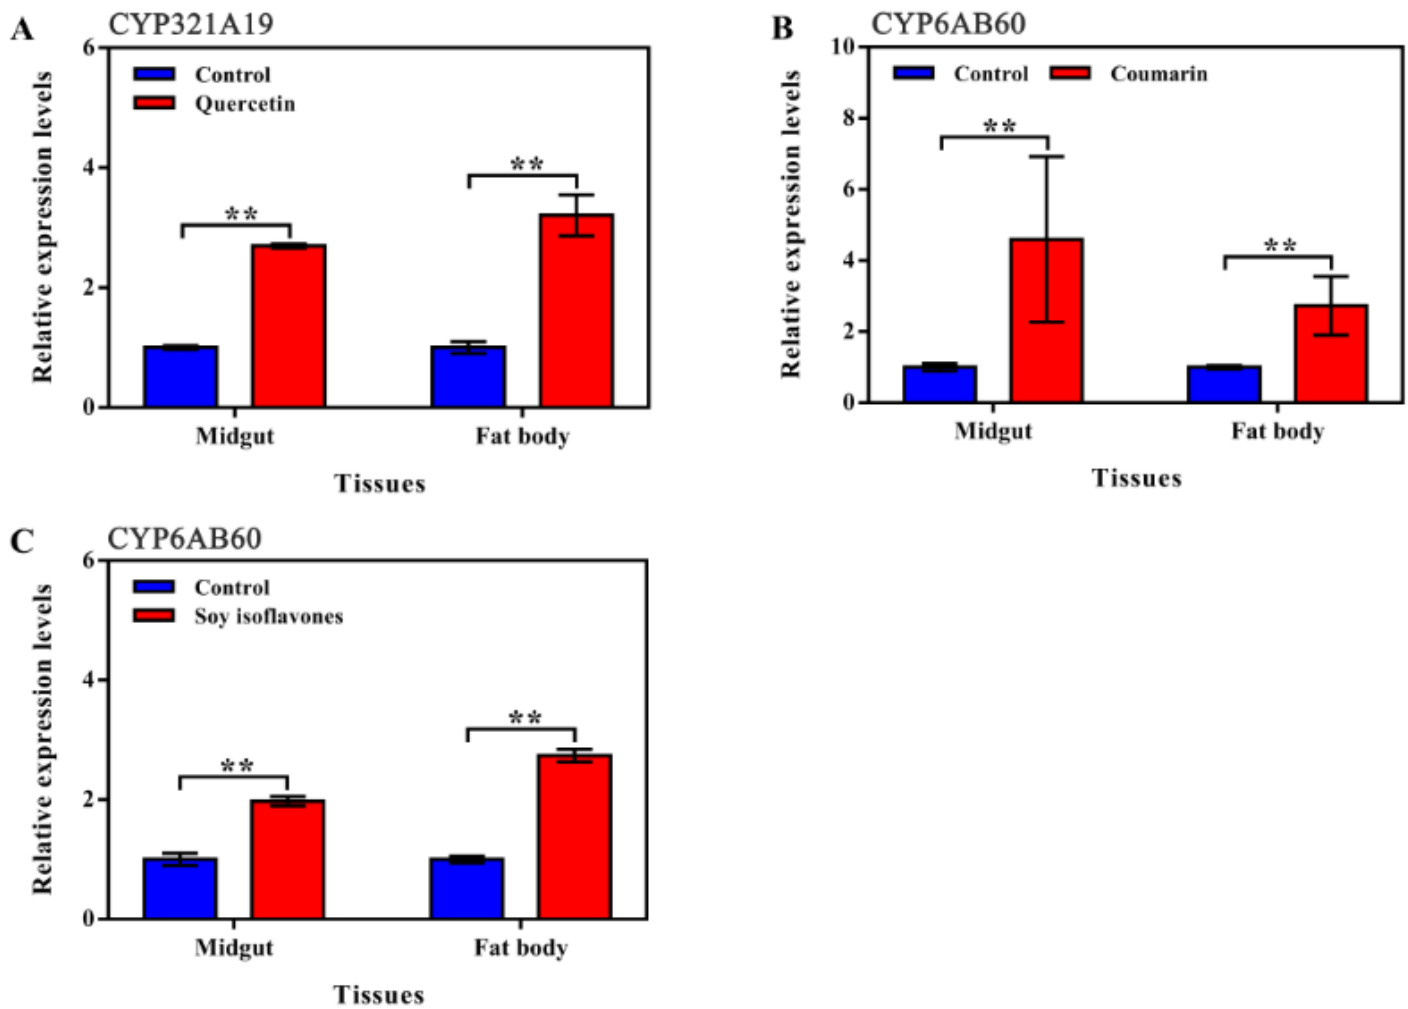 A CYP321A19
Relative expression levels
6
4
2
0
Control
Quercetin
**
**
Midgut Fat body
Tissues
B CYP6AB60
Relative expression levels
10
8
6
4
2
0
Control Coumarin
**
**
Midgut Fat body
Tissues
C CYP6AB60
Relative expression levels
6
4
2
0
Control
Soy isoflavones
**
**
Midgut Fat body
Tissues